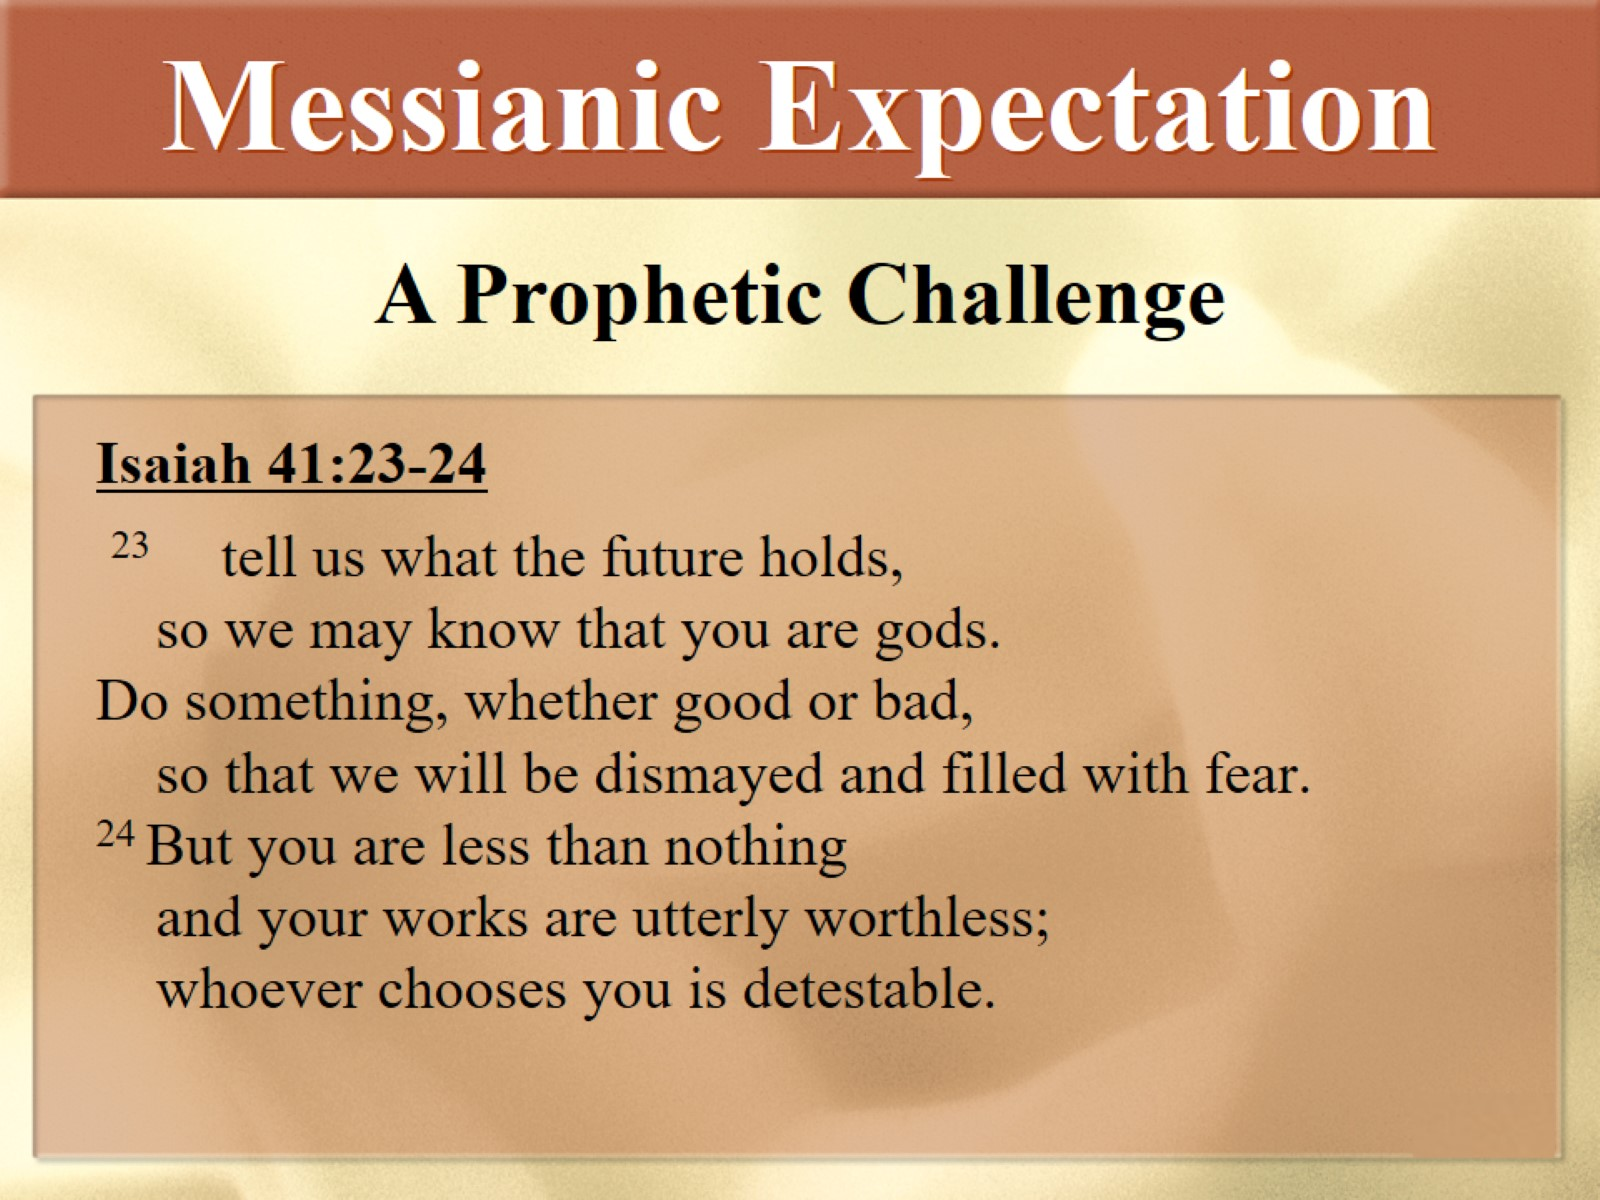 Messianic Expectation
A Prophetic Challenge
Isaiah 41:23-24
23 tell us what the future holds,
so we may know that you are gods.
Do something, whether good or bad,
so that we will be dismayed and filled with fear.
24 But you are less than nothing
and your works are utterly worthless;
whoever chooses you is detestable.